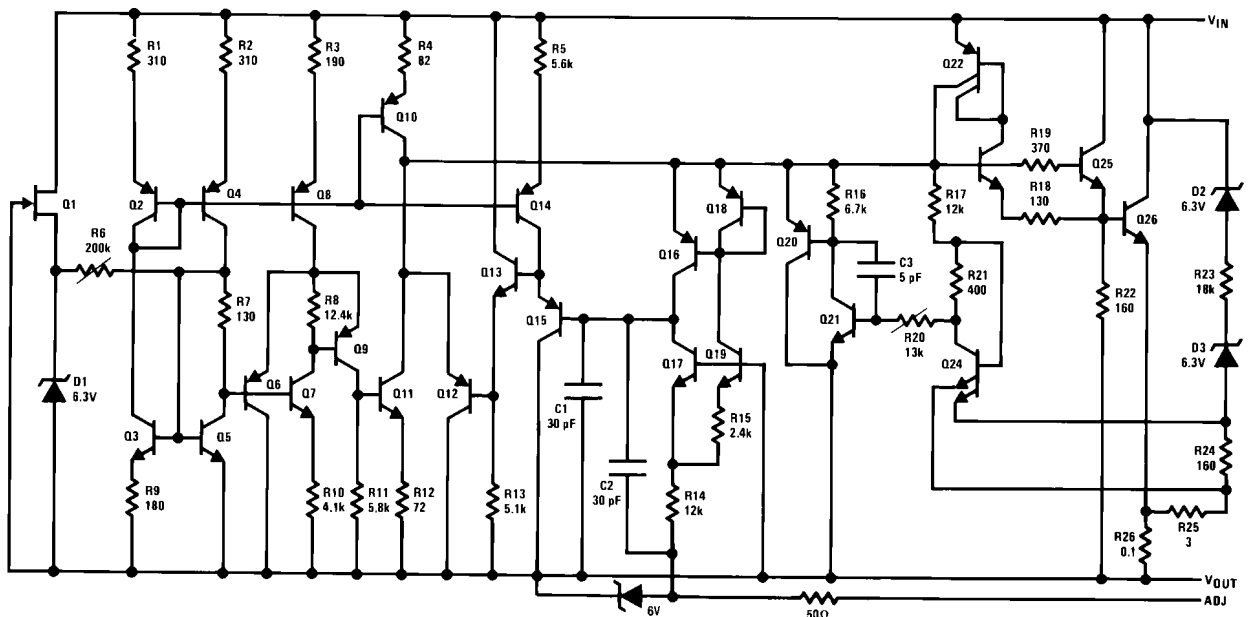 VIN
R1
310
R2
310
R3
190
R4
82
R5
5.6k
Q22
Q10
R19
370
Q25
Q1
Q2
Q4
Q8
Q14
Q18
R16
6.7k
R17
12k
R18
130
Q26
D2
6.3V
R6
200k
Q16
Q20
Q13
C3
5 pF
R21
400
R23
18k
R7
130
R8
12.4k
Q15
R22
160
Q9
Q17
Q19
Q21
R20
13k
Q24
D3
6.3V
D1
6.3V
Q6
Q7
Q11
Q12
C1
30 pF
R15
2.4k
Q3
Q5
R24
160
R9
180
R10
4.1k
R11
5.8k
R12
72
R13
5.1k
C2
30 pF
R14
12k
R25
3
R26
0.1
VOUT
6V
50Ω
ADJ